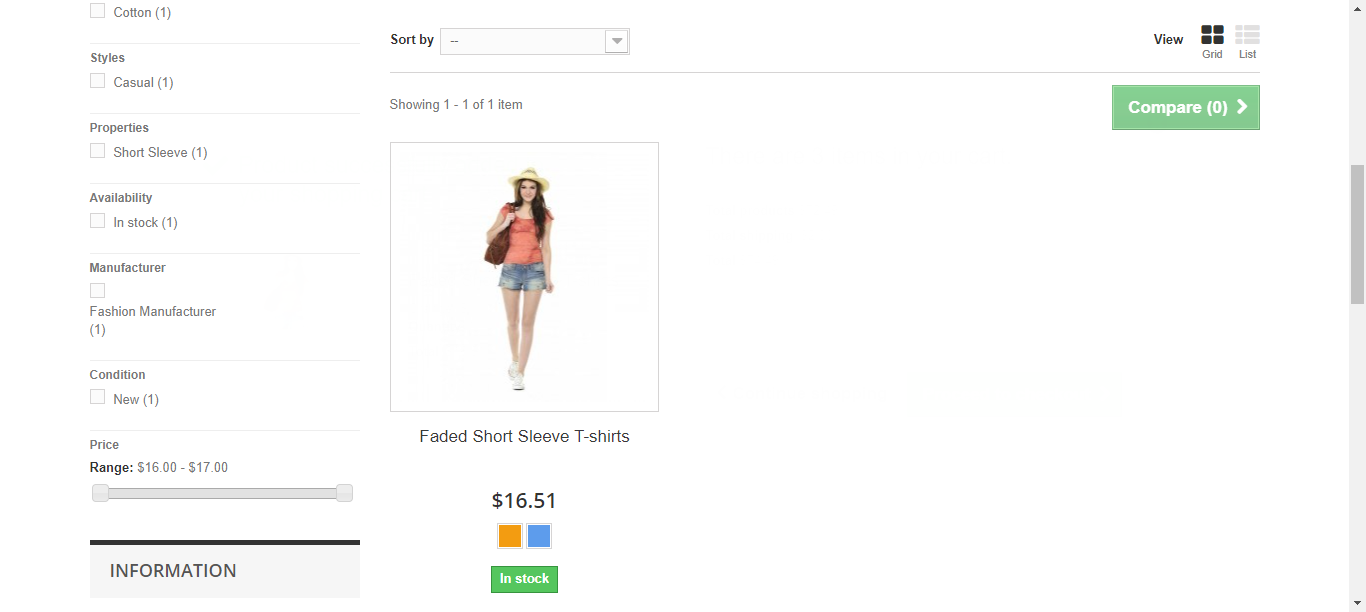 Cotton (1)
Styles
Casual (1)
Properties
Short Sleeve (1)
Availability
In stock (1)
Manufacturer
Fashion Manufacturer
(1)
Condition
New (1)
Price
Range: $16.00 - $17.00
INFORMATION
Sort by --
View
Grid
List
Showing 1 - 1 of 1 item
Compare (0)
Faded Short Sleeve T-shirts
$16.51
In stock